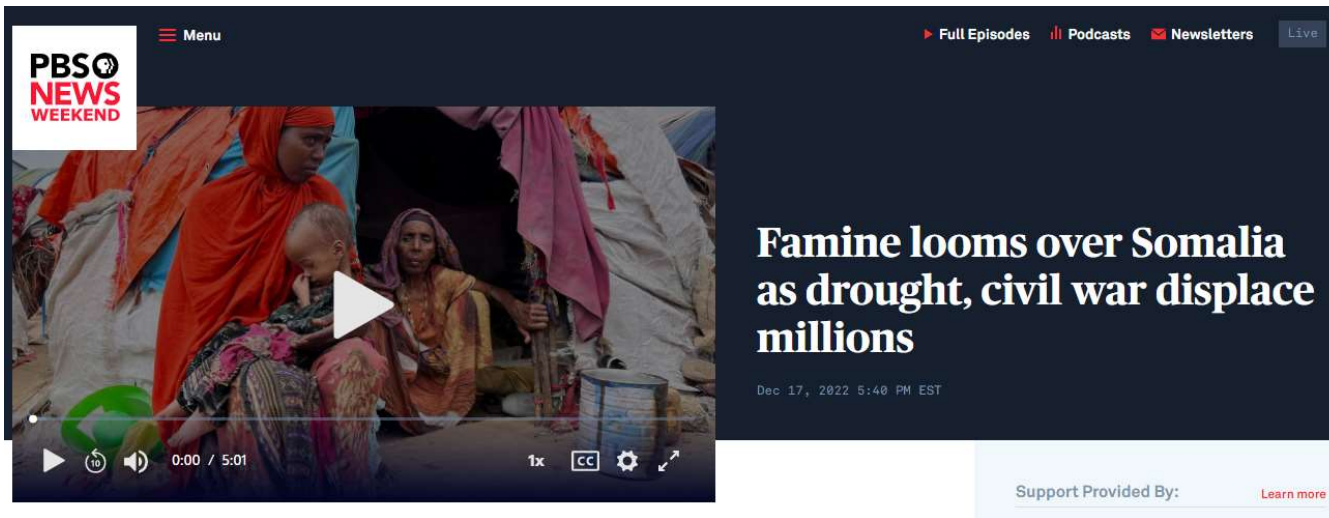 Menu
Full Episodes
Podcasts
Newsletters
Live
PBS
NEWS
WEEKEND
Famine looms over Somalia
as drought, civil war displace
millions
Dec 17, 2022 5:40 PM EST
10
0:00 / 5:01
1x
CC
Support Provided By:
Learn more